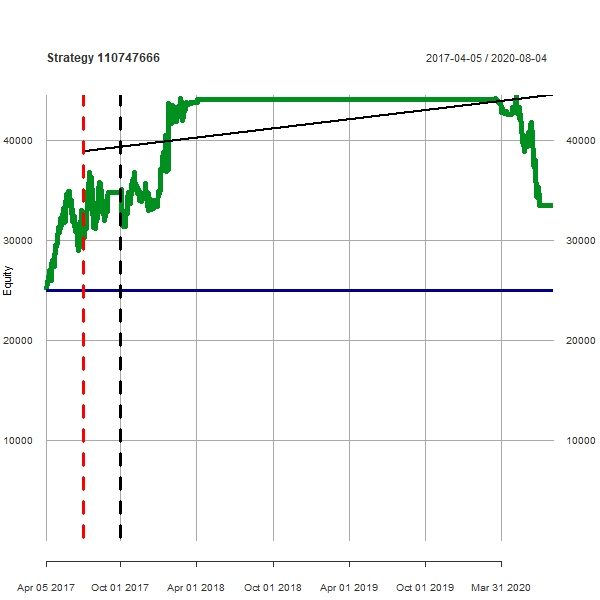 Strategy 110747666
2017-04-05 / 2020-08-04
40000
40000
30000
30000
Equity
20000
20000
10000
10000
Apr 05 2017
Oct 01 2017
Apr 01 2018
Oct 01 2018
Apr 01 2019
Oct 01 2019
Mar 31 2020